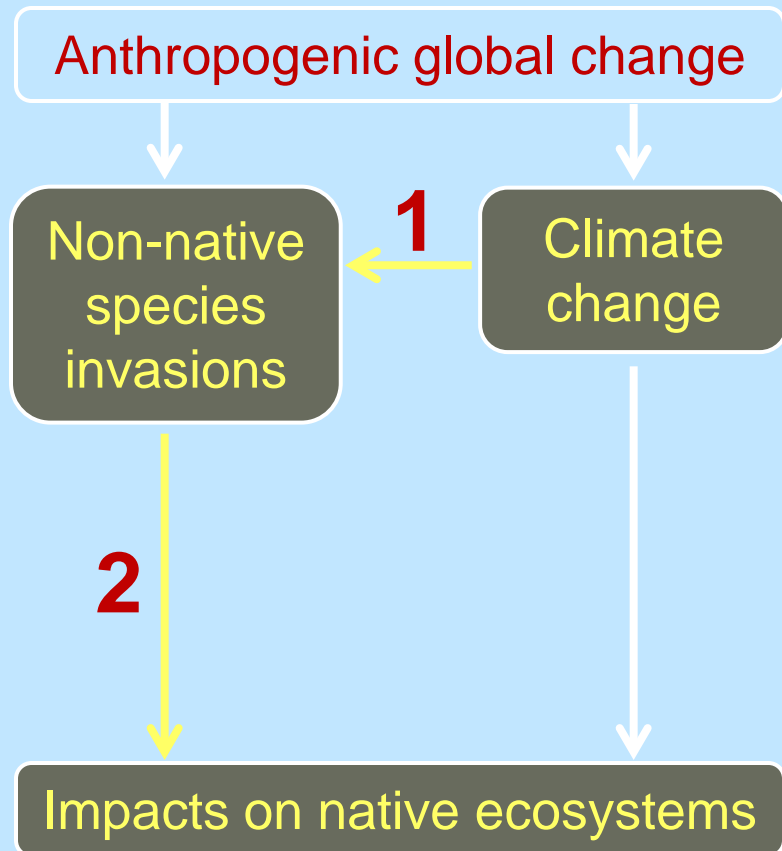 Anthropogenic global change
1
Non-native
species
invasions
Climate
change
2
Impacts on native ecosystems